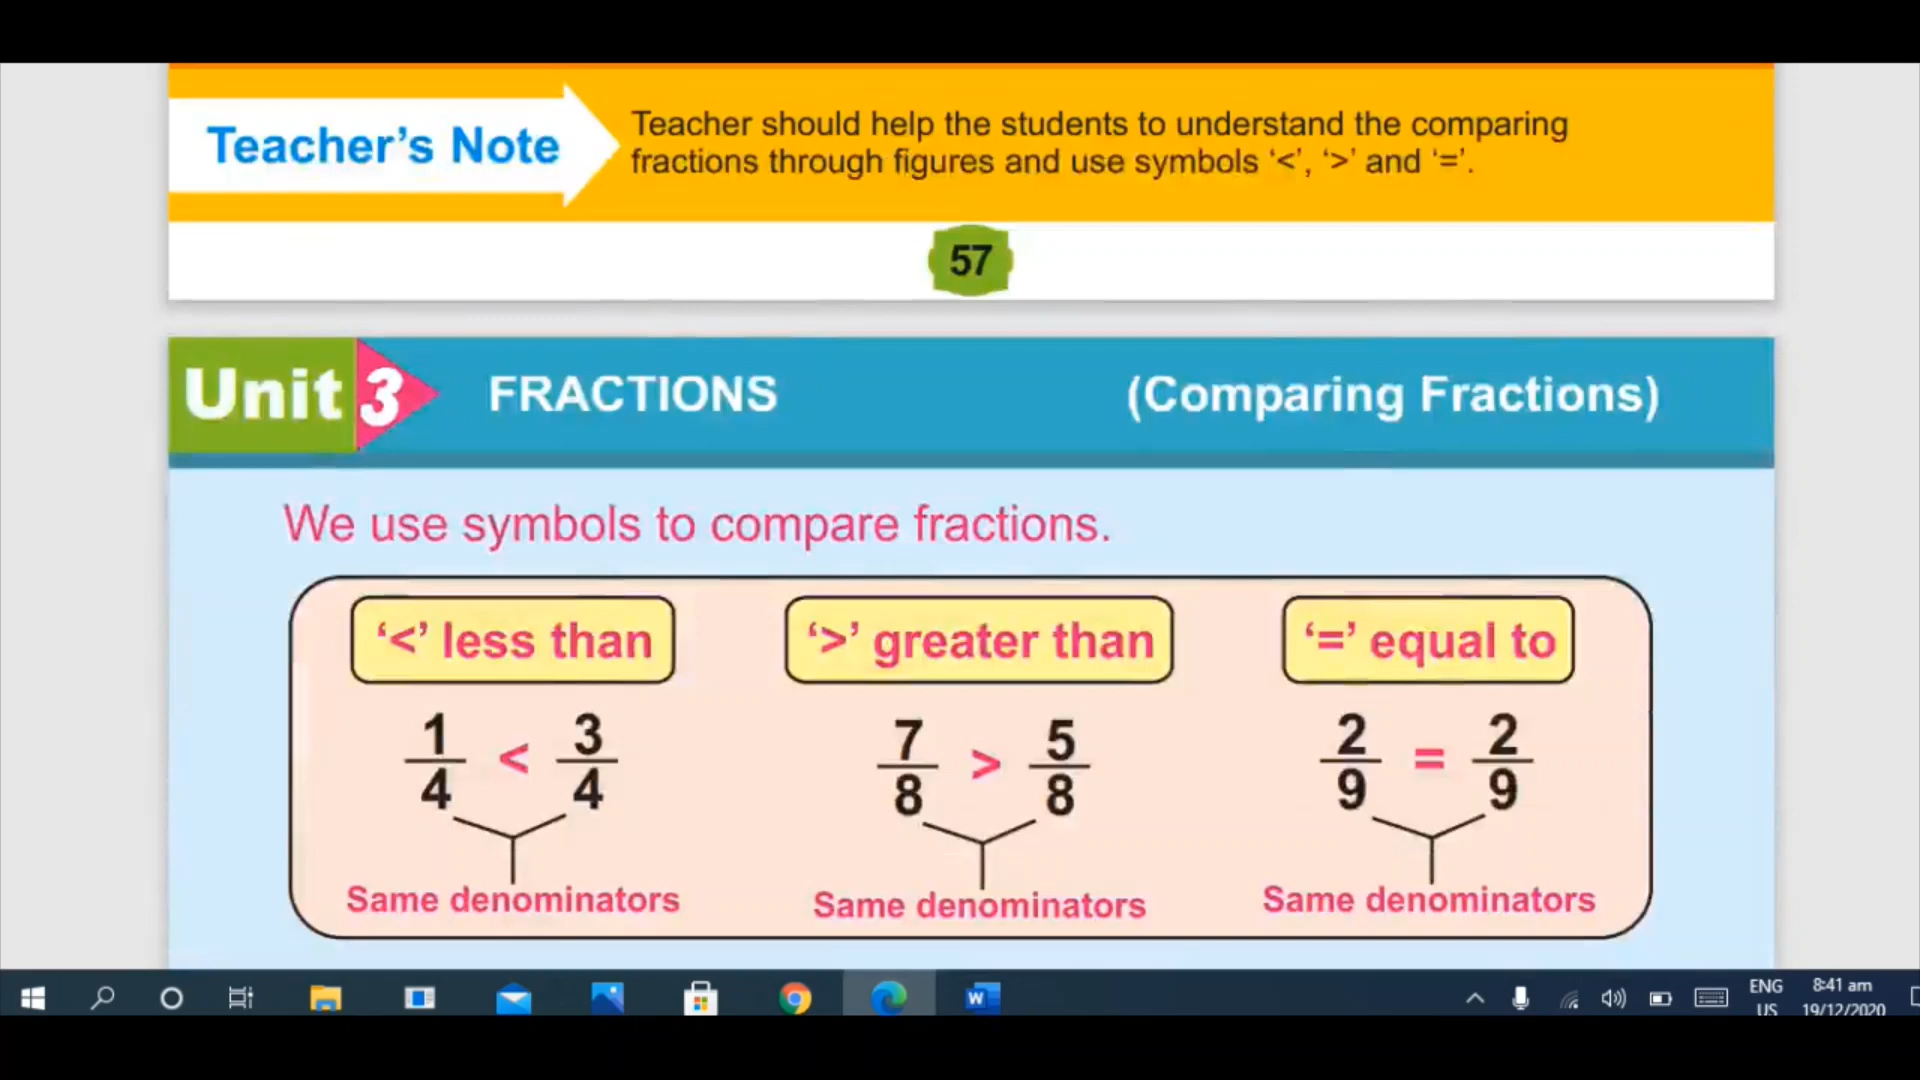 Teacher’s Note
Teacher should help the students to understand the comparing
fractions through figures and use symbols ‘<’, ‘>’ and ‘=’.
57
Unit 3 FRACTIONS (Comparing Fractions)
We use symbols to compare fractions.
‘<’ less than ‘>’ greater than ‘=’ equal to
1/4 < 3/4 7/8 > 5/8 2/9 = 2/9
Same denominators Same denominators Same denominators
ENG 8:41 am
US 19/12/2020